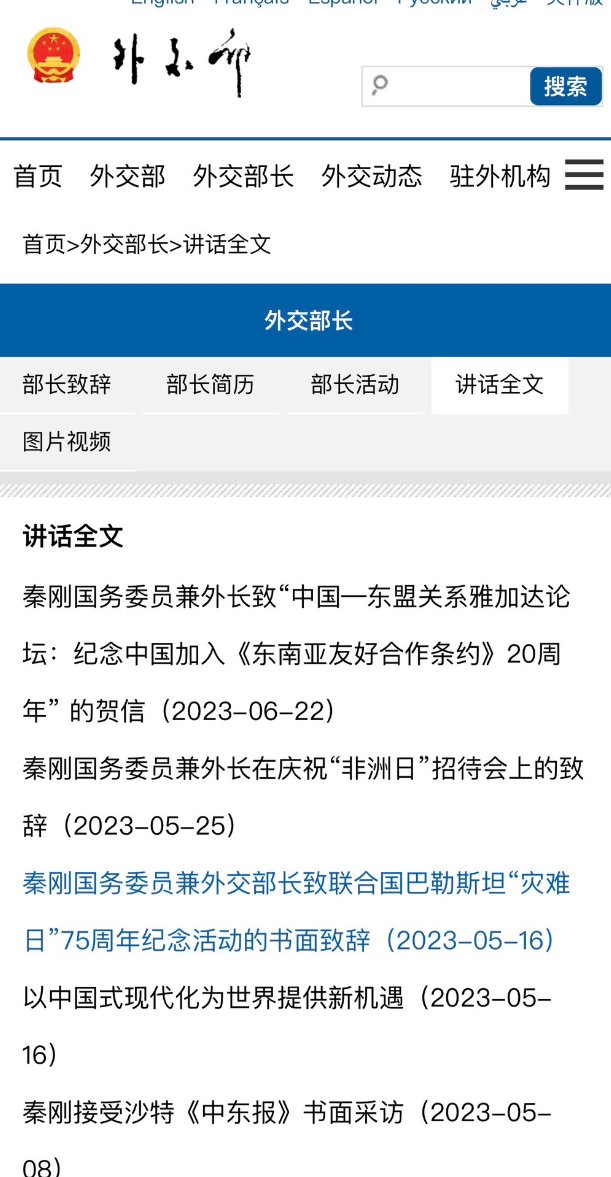 English Français Español Русский عربي 关怀版
外交部
搜索
首页 外交部 外交部长 外交动态 驻外机构
首页>外交部长>讲话全文
外交部长
部长致辞 部长简历 部长活动 讲话全文
图片视频
讲话全文
秦刚国务委员兼外长致“中国—东盟关系雅加达论
坛：纪念中国加入《东南亚友好合作条约》20周
年” 的贺信（2023-06-22）
秦刚国务委员兼外长在庆祝“非洲日”招待会上的致
辞（2023-05-25）
秦刚国务委员兼外交部长致联合国巴勒斯坦“灾难
日”75周年纪念活动的书面致辞（2023-05-16）
以中国式现代化为世界提供新机遇（2023-05-
16）
秦刚接受沙特《中东报》书面采访（2023-05-
08）